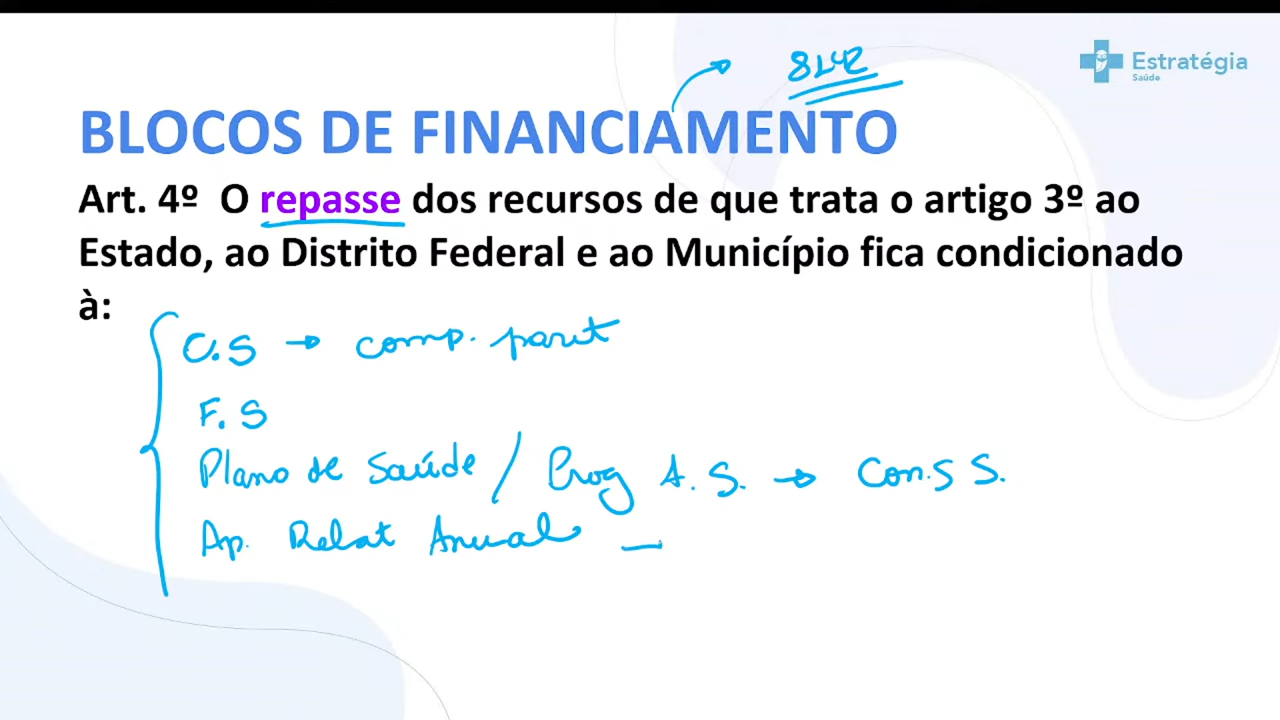 8142
Estratégia
Saúde
BLOCOS DE FINANCIAMENTO
Art. 4º O repasse dos recursos de que trata o artigo 3º ao
Estado, ao Distrito Federal e ao Município fica condicionado
à:
C.S → comp. parit
F. S
Plano de Saúde / Prog A. S. → Con.S S.
Ap. Relat Anual —